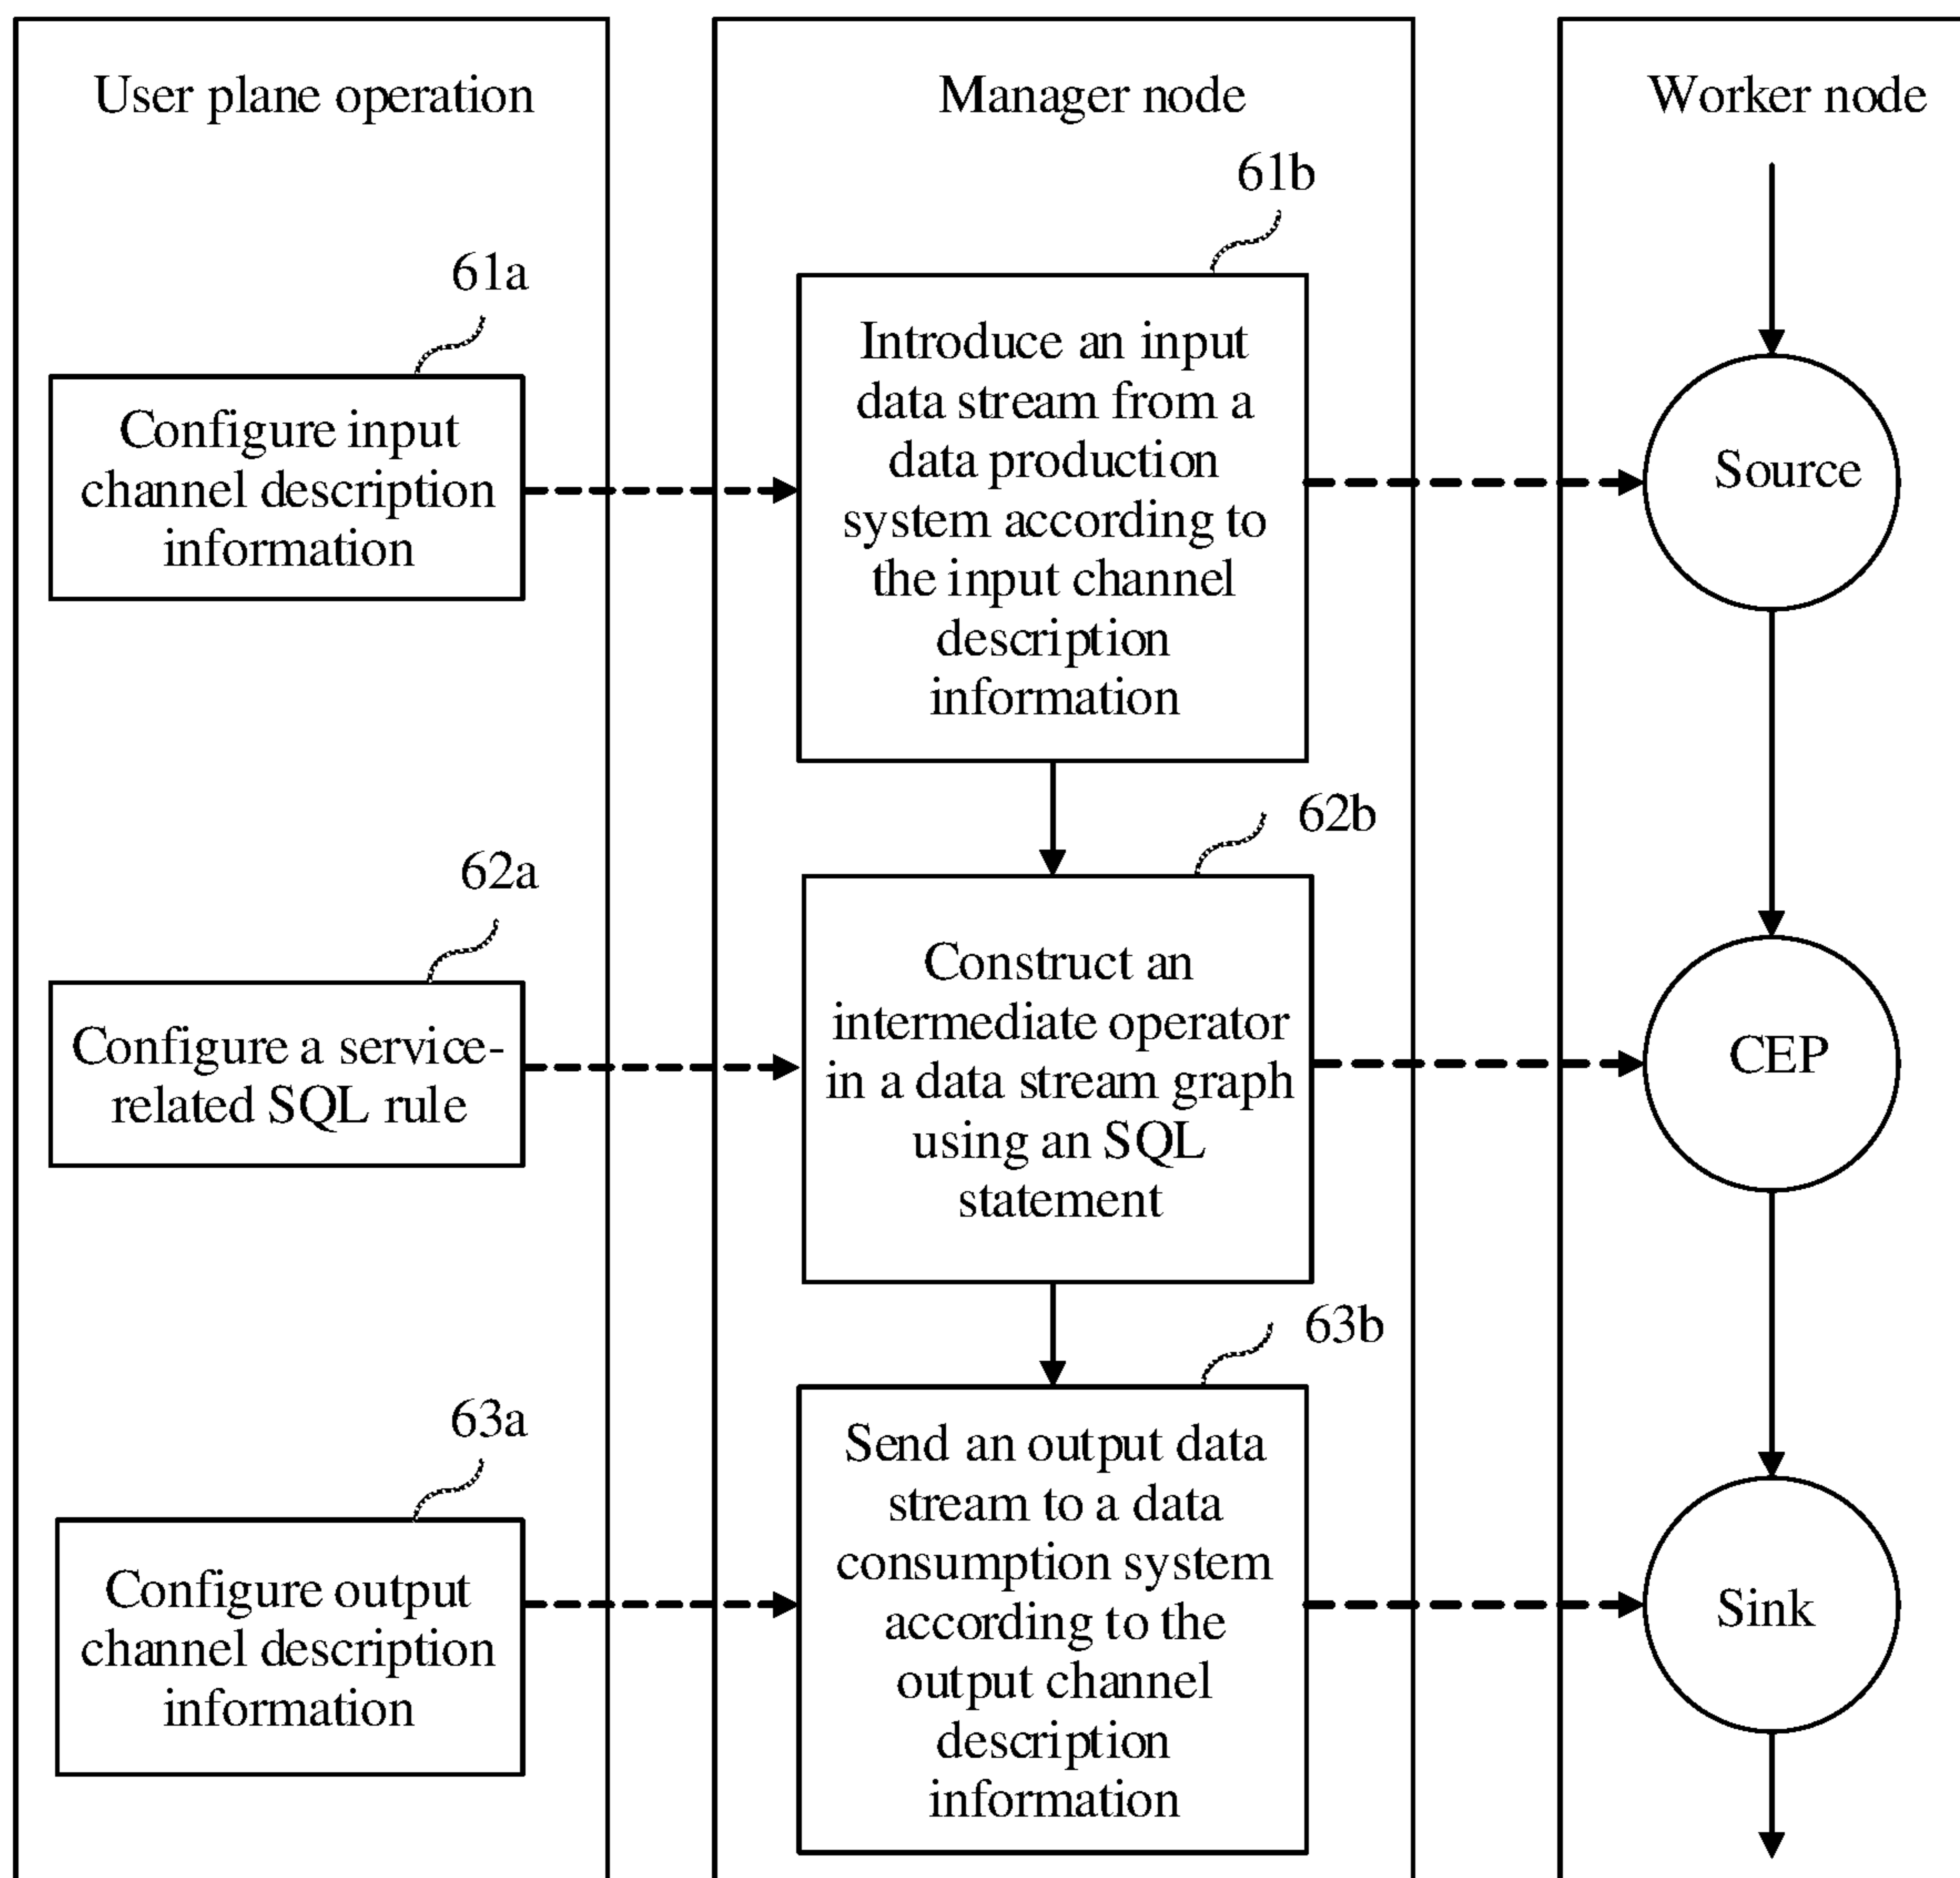 User plane operation
61a
Configure input
channel description
information
62a
Configure a service-
related SQL rule
63a
Configure output
channel description
information
Manager node
61b
Introduce an input
data stream from a
data production
system according to
the input channel
description
information
62b
Construct an
intermediate operator
in a data stream graph
using an SQL
statement
63b
Send an output data
stream to a data
consumption system
according to the
output channel
description
information
Worker node
Source
CEP
Sink